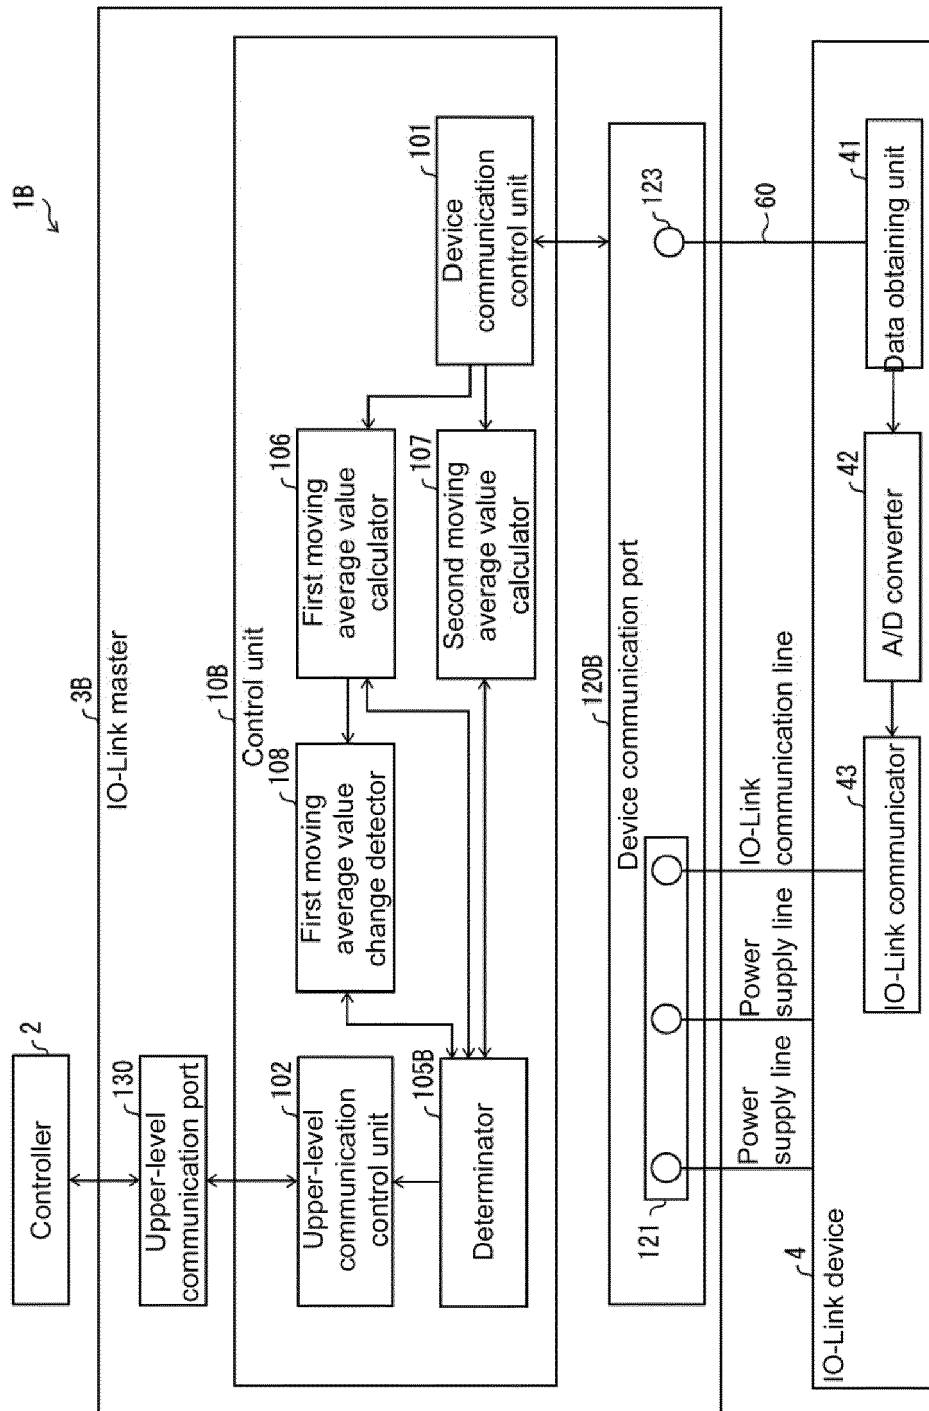 1B
Controller
2
3B
IO-Link master
Upper-level
communication port
130
10B
Control unit
Upper-level
communication
control unit
102
First moving
average value
change detector
108
First moving
average value
calculator
106
Determinator
105B
Second moving
average value
calculator
107
Device
communication
control unit
101
120B
Device communication port
121
123
Power
supply line
Power
supply line
IO-Link
communication line
60
4
IO-Link device
IO-Link communicator
43
A/D converter
42
Data obtaining unit
41